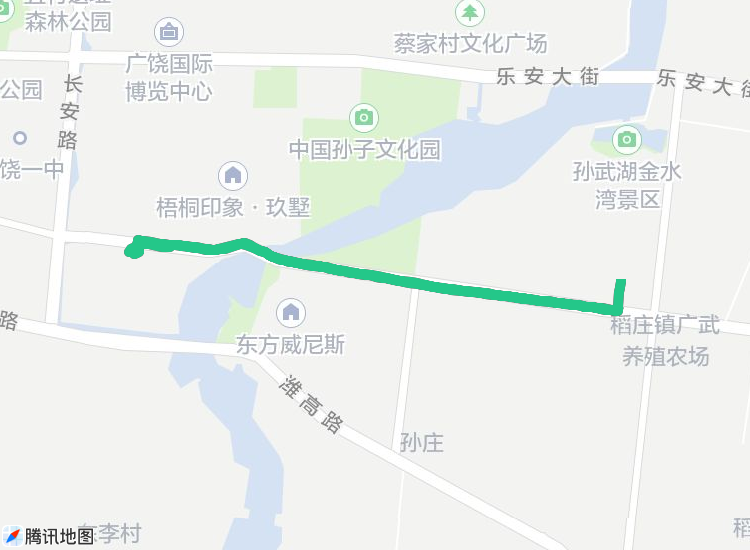 森林公园
广饶国际
博览中心
蔡家村文化广场
乐安大街
乐安大街
公园
长安路
中国孙子文化园
饶一中
孙武湖金水
湾景区
梧桐印象·玖墅
路
东方威尼斯
稻庄镇广武
养殖农场
潍高路
孙庄
李村
稻
腾讯地图